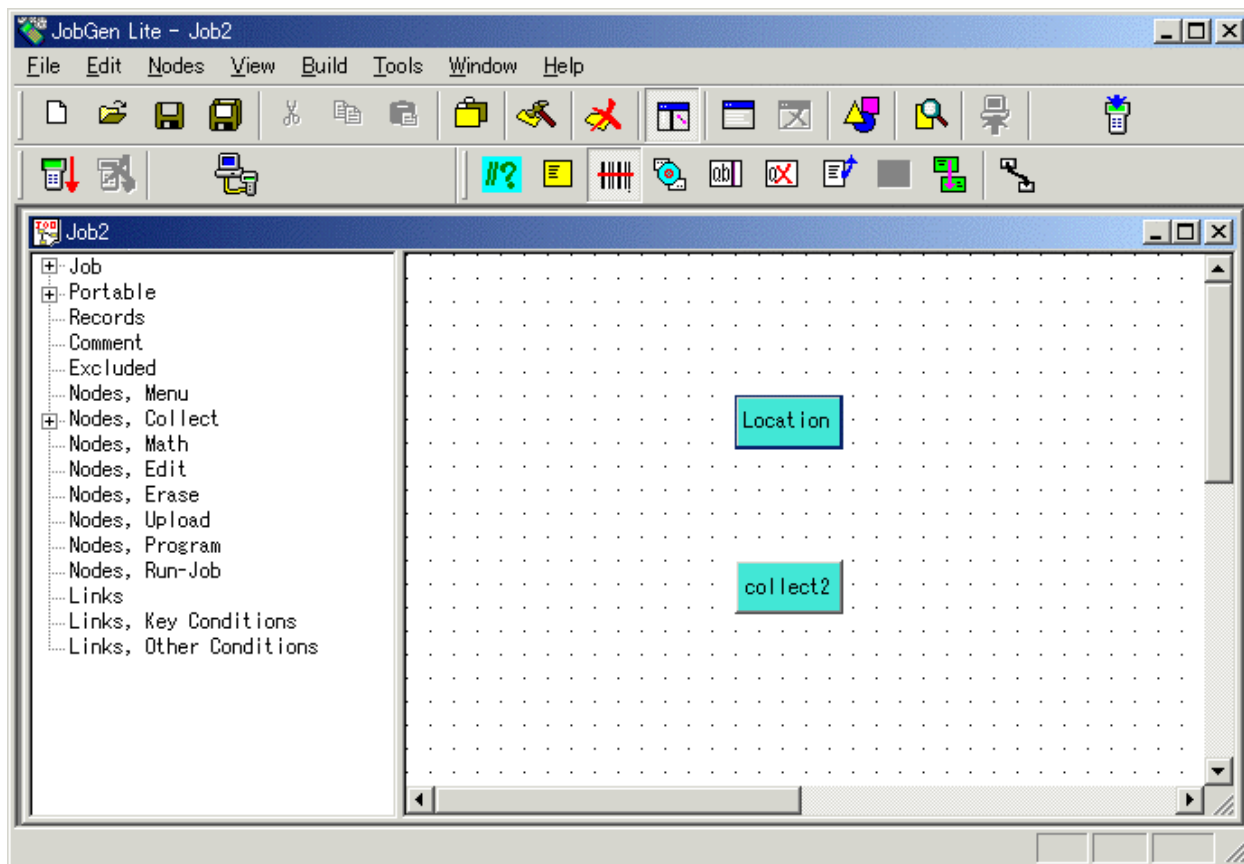 JobGen Lite - Job2
File Edit Nodes View Build Tools Window Help
//? ab a
Job2
Job
Portable
Records
Comment
Excluded
Nodes, Menu
Nodes, Collect
Nodes, Math
Nodes, Edit
Nodes, Erase
Nodes, Upload
Nodes, Program
Nodes, Run-Job
Links
Links, Key Conditions
Links, Other Conditions
Location
collect2